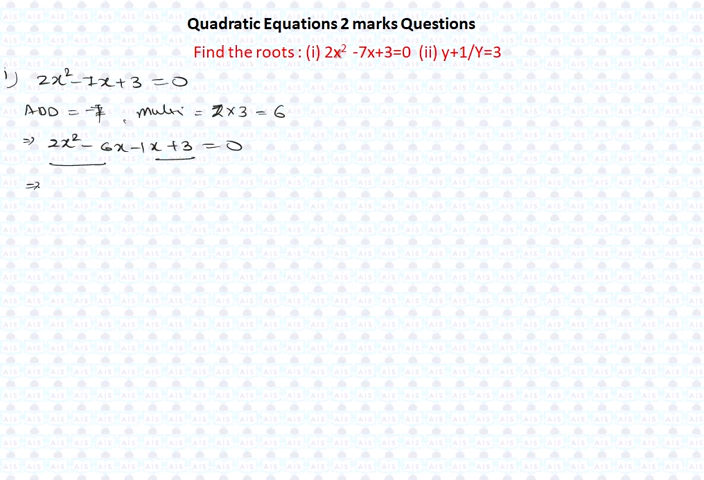 Quadratic Equations 2 marks Questions
Find the roots : (i) 2x² -7x+3=0 (ii) y+1/Y=3
i) 2x² - 7x + 3 = 0
ADD = -7, multi = 2 × 3 = 6
⇒ 2x² - 6x - 1x + 3 = 0
⇒